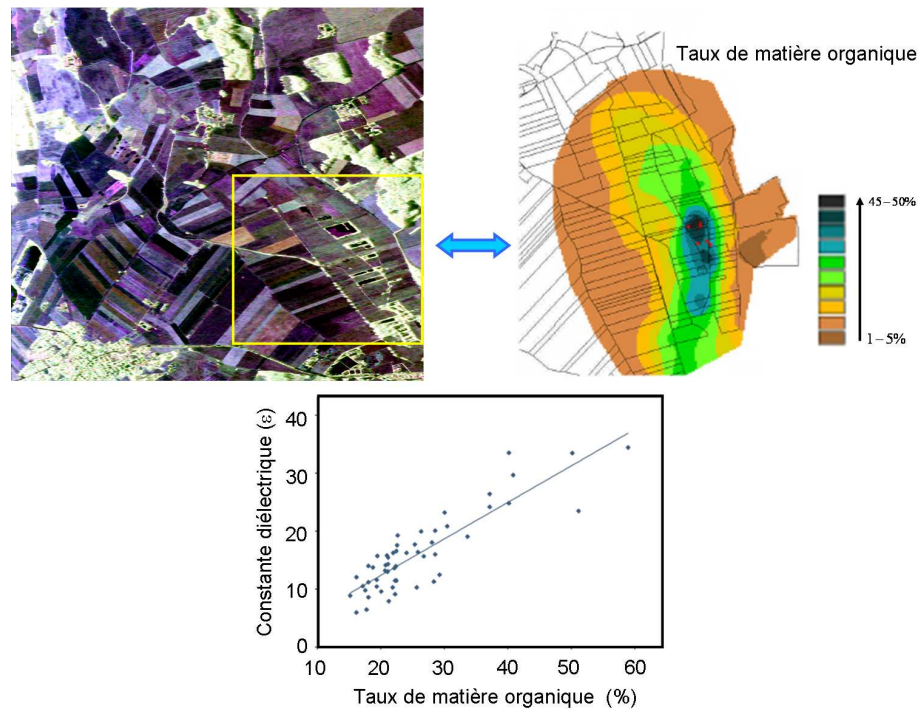 Taux de matière organique
45–50%
1–5%
Constante diélectrique (ε)
40
30
20
10
0
10 20 30 40 50 60
Taux de matière organique (%)